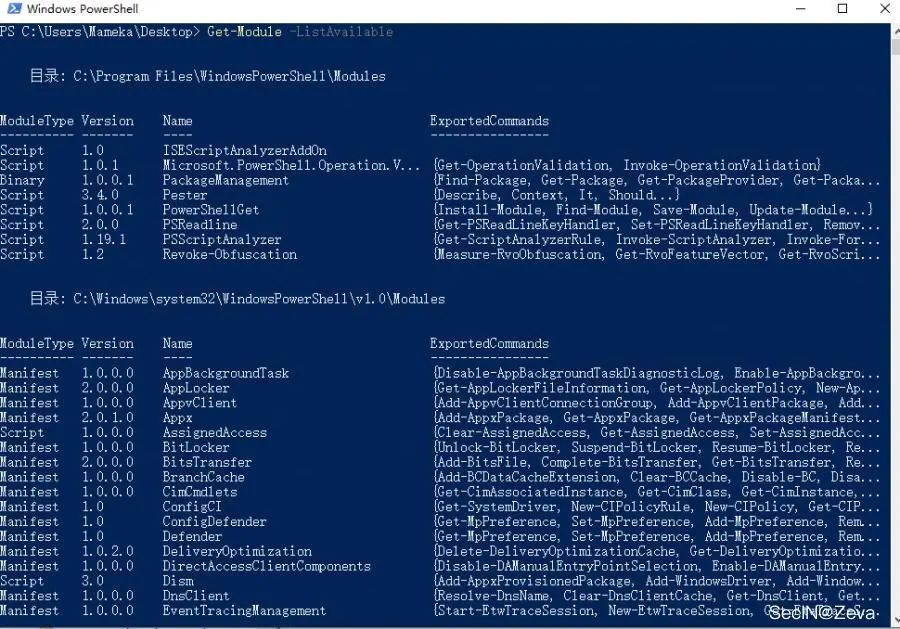 Windows PowerShell
PS C:\Users\Mameka\Desktop> Get-Module -ListAvailable
目录: C:\Program Files\WindowsPowerShell\Modules
ModuleType Version Name ExportedCommands
---------- ------- ---- ----------------
Script 1.0 ISEScriptAnalyzerAddOn
Script 1.0.1 Microsoft.PowerShell.Operation.V... {Get-OperationValidation, Invoke-OperationValidation}
Binary 1.0.0.1 PackageManagement {Find-Package, Get-Package, Get-PackageProvider, Get-Packa...
Script 3.4.0 Pester {Describe, Context, It, Should...}
Script 1.0.0.1 PowerShellGet {Install-Module, Find-Module, Save-Module, Update-Module...}
Script 2.0.0 PSReadline {Get-PSReadLineKeyHandler, Set-PSReadLineKeyHandler, Remov...
Script 1.19.1 PSScriptAnalyzer {Get-ScriptAnalyzerRule, Invoke-ScriptAnalyzer, Invoke-For...
Script 1.2 Revoke-Obfuscation {Measure-RvoObfuscation, Get-RvoFeatureVector, Get-RvoScri...
目录: C:\Windows\system32\WindowsPowerShell\v1.0\Modules
ModuleType Version Name ExportedCommands
---------- ------- ---- ----------------
Manifest 1.0.0.0 AppBackgroundTask {Disable-AppBackgroundTaskDiagnosticLog, Enable-AppBackgro...
Manifest 2.0.0.0 AppLocker {Get-AppLockerFileInformation, Get-AppLockerPolicy, New-Ap...
Manifest 1.0.0.0 AppvClient {Add-AppvClientConnectionGroup, Add-AppvClientPackage, Add...
Manifest 2.0.1.0 Appx {Add-AppxPackage, Get-AppxPackage, Get-AppxPackageManifest...
Script 1.0.0.0 AssignedAccess {Clear-AssignedAccess, Get-AssignedAccess, Set-AssignedAcc...
Manifest 1.0.0.0 BitLocker {Unlock-BitLocker, Suspend-BitLocker, Resume-BitLocker, Re...
Manifest 2.0.0.0 BitsTransfer {Add-BitsFile, Complete-BitsTransfer, Get-BitsTransfer, Re...
Manifest 1.0.0.0 BranchCache {Add-BCDataCacheExtension, Clear-BCCache, Disable-BC, Disa...
Manifest 1.0.0.0 CimCmdlets {Get-CimAssociatedInstance, Get-CimClass, Get-CimInstance,...
Manifest 1.0 ConfigCI {Get-SystemDriver, New-CIPolicyRule, New-CIPolicy, Get-CIP...
Manifest 1.0 ConfigDefender {Get-MpPreference, Set-MpPreference, Add-MpPreference, Rem...
Manifest 1.0 Defender {Get-MpPreference, Set-MpPreference, Add-MpPreference, Rem...
Manifest 1.0.2.0 DeliveryOptimization {Delete-DeliveryOptimizationCache, Get-DeliveryOptimizatio...
Manifest 1.0.0.0 DirectAccessClientComponents {Disable-DAManualEntryPointSelection, Enable-DAManualEntry...
Script 3.0 Dism {Add-AppxProvisionedPackage, Add-WindowsDriver, Add-Window...
Manifest 1.0.0.0 DnsClient {Resolve-DnsName, Clear-DnsClientCache, Get-DnsClient, Get...
Manifest 1.0.0.0 EventTracingManagement {Start-EtwTraceSession, New-EtwTraceSession,
SecIN@Zeva